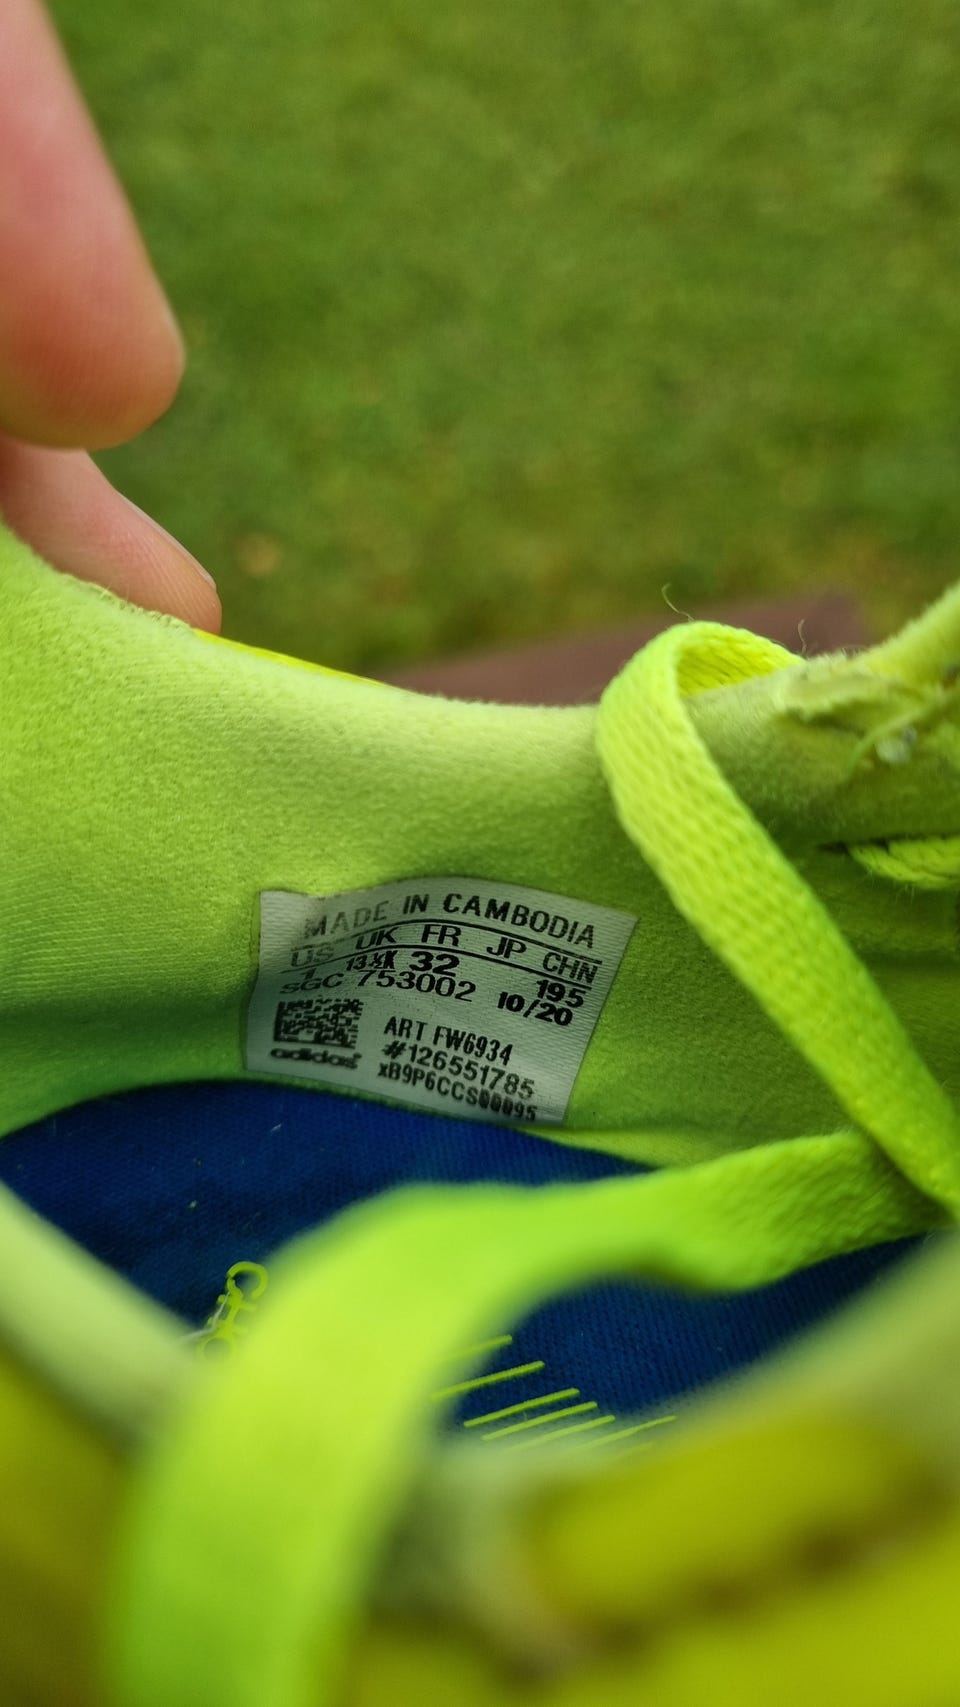 MADE IN CAMBODIA
US UK FR JP CHN
1 13½K 32 195
SGC 753002 10/20
ART FW6934
#126551785
adidas xB9P6CCS00095